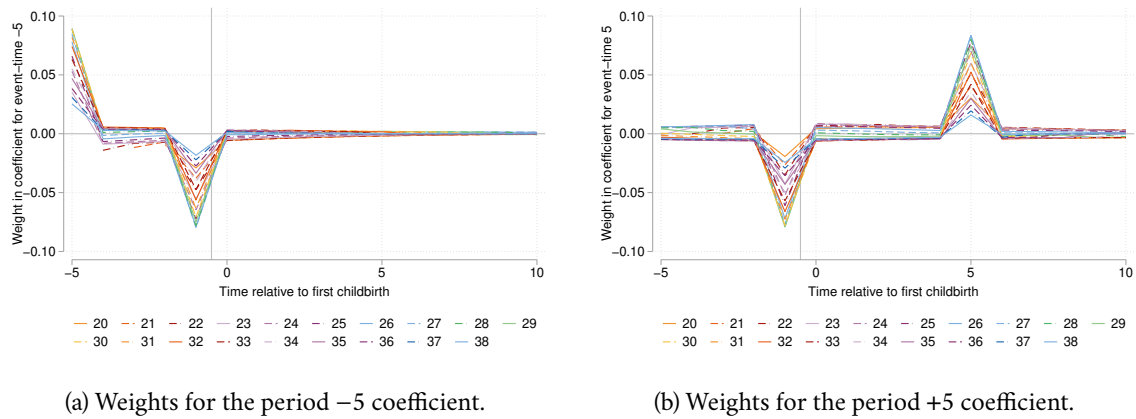 Weight in coefficient for event-time -5
0.10
0.05
0.00
−0.05
−0.10
−5
0
5
10
Time relative to first childbirth
20 21 22 23 24 25 26 27 28 29
30 31 32 33 34 35 36 37 38
(a) Weights for the period −5 coefficient.
Weight in coefficient for event-time 5
0.10
0.05
0.00
−0.05
−0.10
−5
0
5
10
Time relative to first childbirth
20 21 22 23 24 25 26 27 28 29
30 31 32 33 34 35 36 37 38
(b) Weights for the period +5 coefficient.